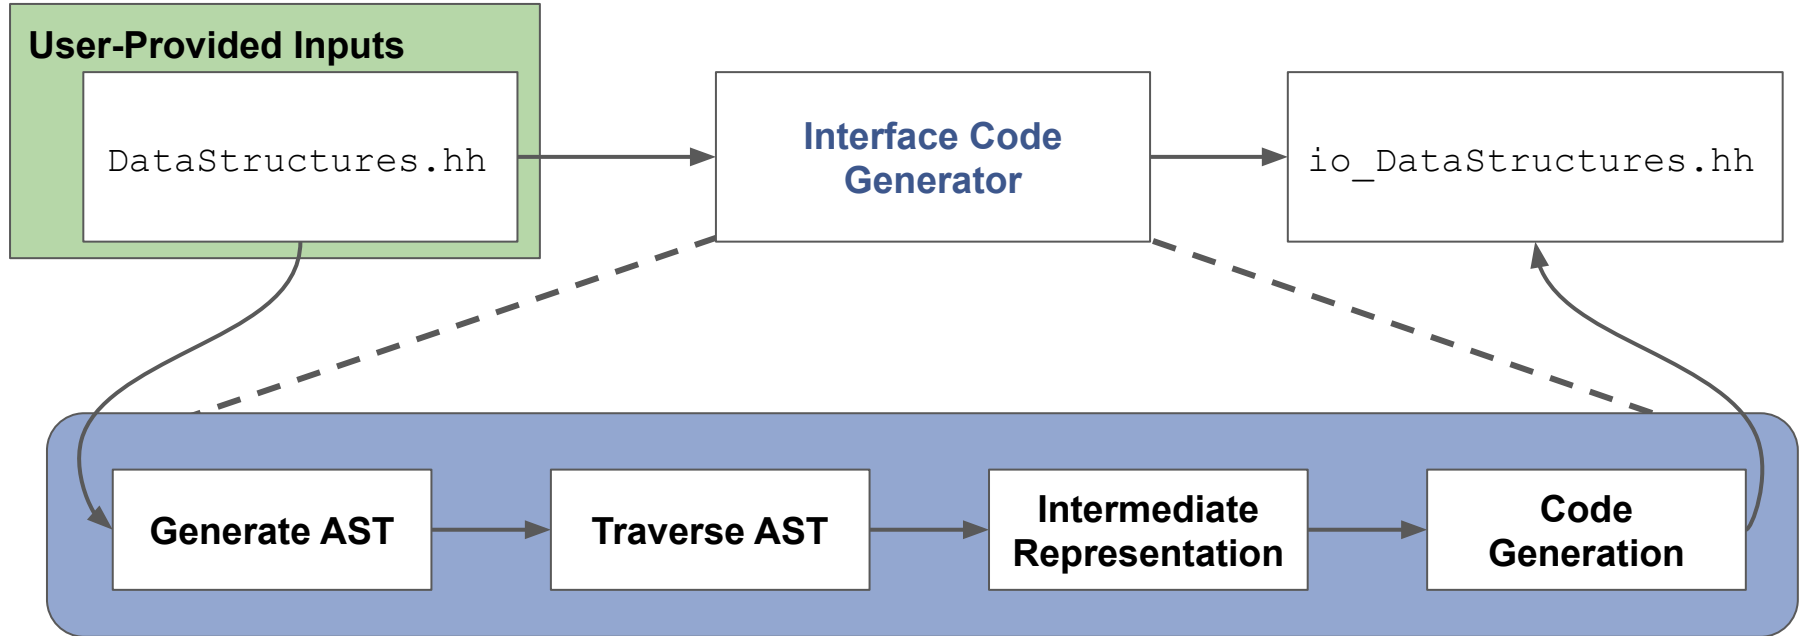 User-Provided Inputs
DataStructures.hh
Interface Code
Generator
io_DataStructures.hh
Generate AST
Traverse AST
Intermediate
Representation
Code
Generation